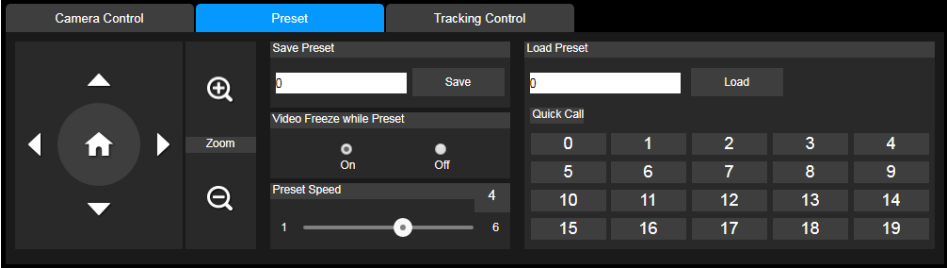 Camera Control
Preset
Tracking Control
Zoom
Save Preset
0
Save
Video Freeze while Preset
On
Off
Preset Speed
4
1
6
Load Preset
0
Load
Quick Call
0 1 2 3 4
5 6 7 8 9
10 11 12 13 14
15 16 17 18 19